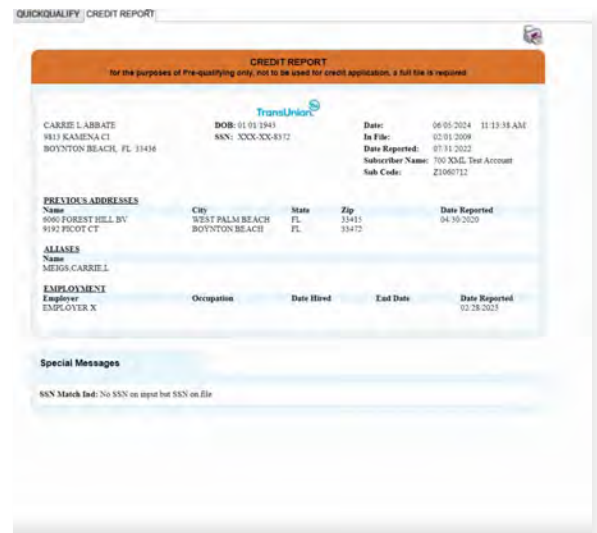 QUICKQUALIFY CREDIT REPORT
CREDIT REPORT
for the purposes of Pre-qualifying only, not to be used for credit application, a full file is required
TransUnion
CARRIE L ABBATE DOB: 01/01/1943 Date: 06/05/2024 11:13:38 AM
9813 KAMENA CI SSN: XXX-XX-8372 In File: 02/01/2009
BOYNTON BEACH, FL 33436 Date Reported: 07/31/2022
Subscriber Name: 700 XML Test Account
Sub Code: Z1060712
PREVIOUS ADDRESSES
Name City State Zip Date Reported
6060 FOREST HILL BV WEST PALM BEACH FL 33415 04/30/2020
9192 PICOT CT BOYNTON BEACH FL 33472
ALIASES
Name
MEIGS,CARRIE,L
EMPLOYMENT
Employer Occupation Date Hired End Date Date Reported
EMPLOYER X 02/28/2023
Special Messages
SSN Match Ind: No SSN on input but SSN on file